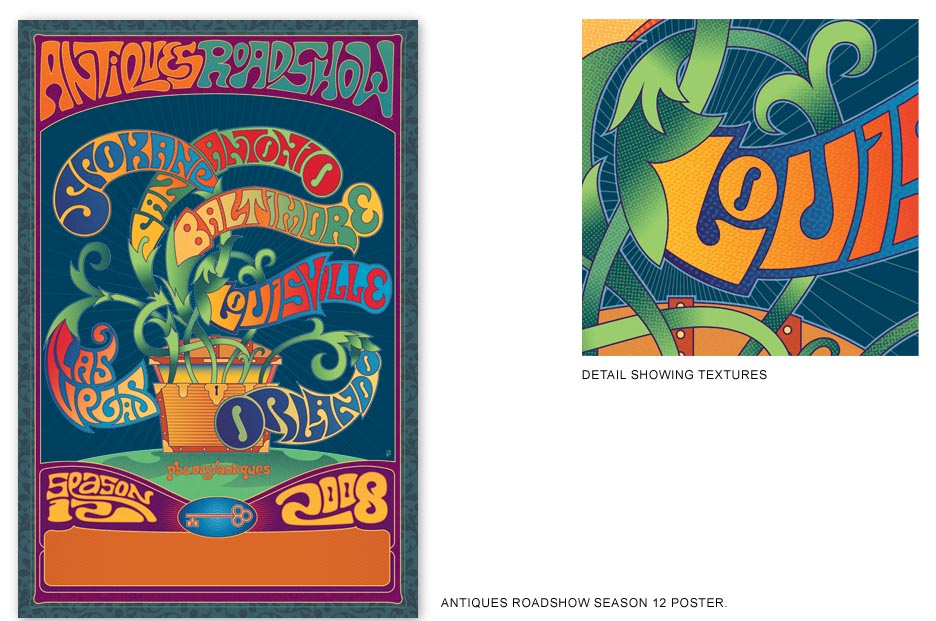 ANTIQUES ROADSHOW
SPOKANE
SAN ANTONIO
BALTIMORE
LOUISVILLE
LAS
VEGAS
ORLANDO
pbs.org/antiques
SEASON
12
2008
LOUIS
DETAIL SHOWING TEXTURES
ANTIQUES ROADSHOW SEASON 12 POSTER.